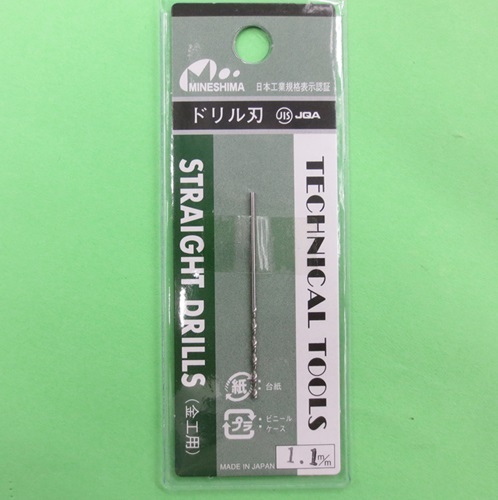 MINESHIMA
日本工業規格表示認証
ドリル刃 JIS JQA
TECHNICAL TOOLS
STRAIGHT DRILLS (金工用)
紙 ：台紙
プラ ：ビニールケース
MADE IN JAPAN
1.1m/m